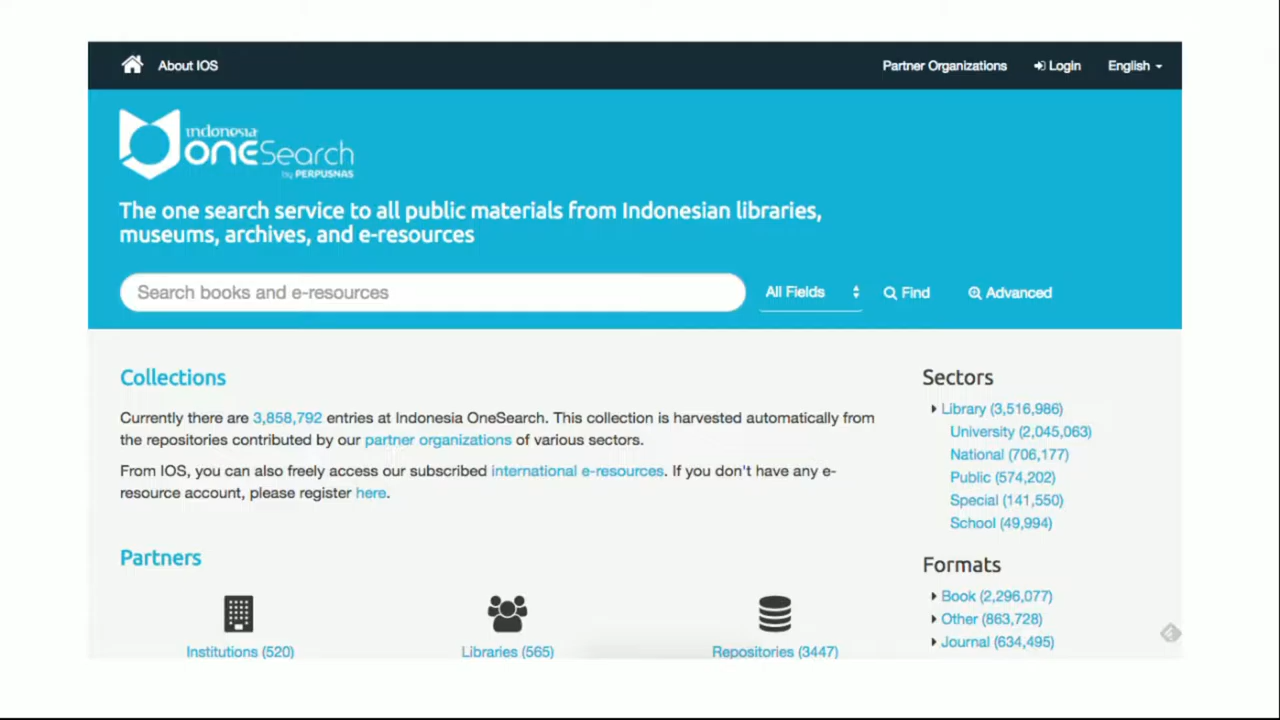 About IOS
Partner Organizations
Login
English
indonesia
oneSearch
by PERPUSNAS
The one search service to all public materials from Indonesian libraries,
museums, archives, and e-resources
Search books and e-resources
All Fields
Find
Advanced
Collections
Currently there are 3,858,792 entries at Indonesia OneSearch. This collection is harvested automatically from
the repositories contributed by our partner organizations of various sectors.
From IOS, you can also freely access our subscribed international e-resources. If you don't have any e-
resource account, please register here.
Partners
Institutions (520)
Libraries (565)
Repositories (3447)
Sectors
Library (3,516,986)
University (2,045,063)
National (706,177)
Public (574,202)
Special (141,550)
School (49,994)
Formats
Book (2,296,077)
Other (863,728)
Journal (634,495)